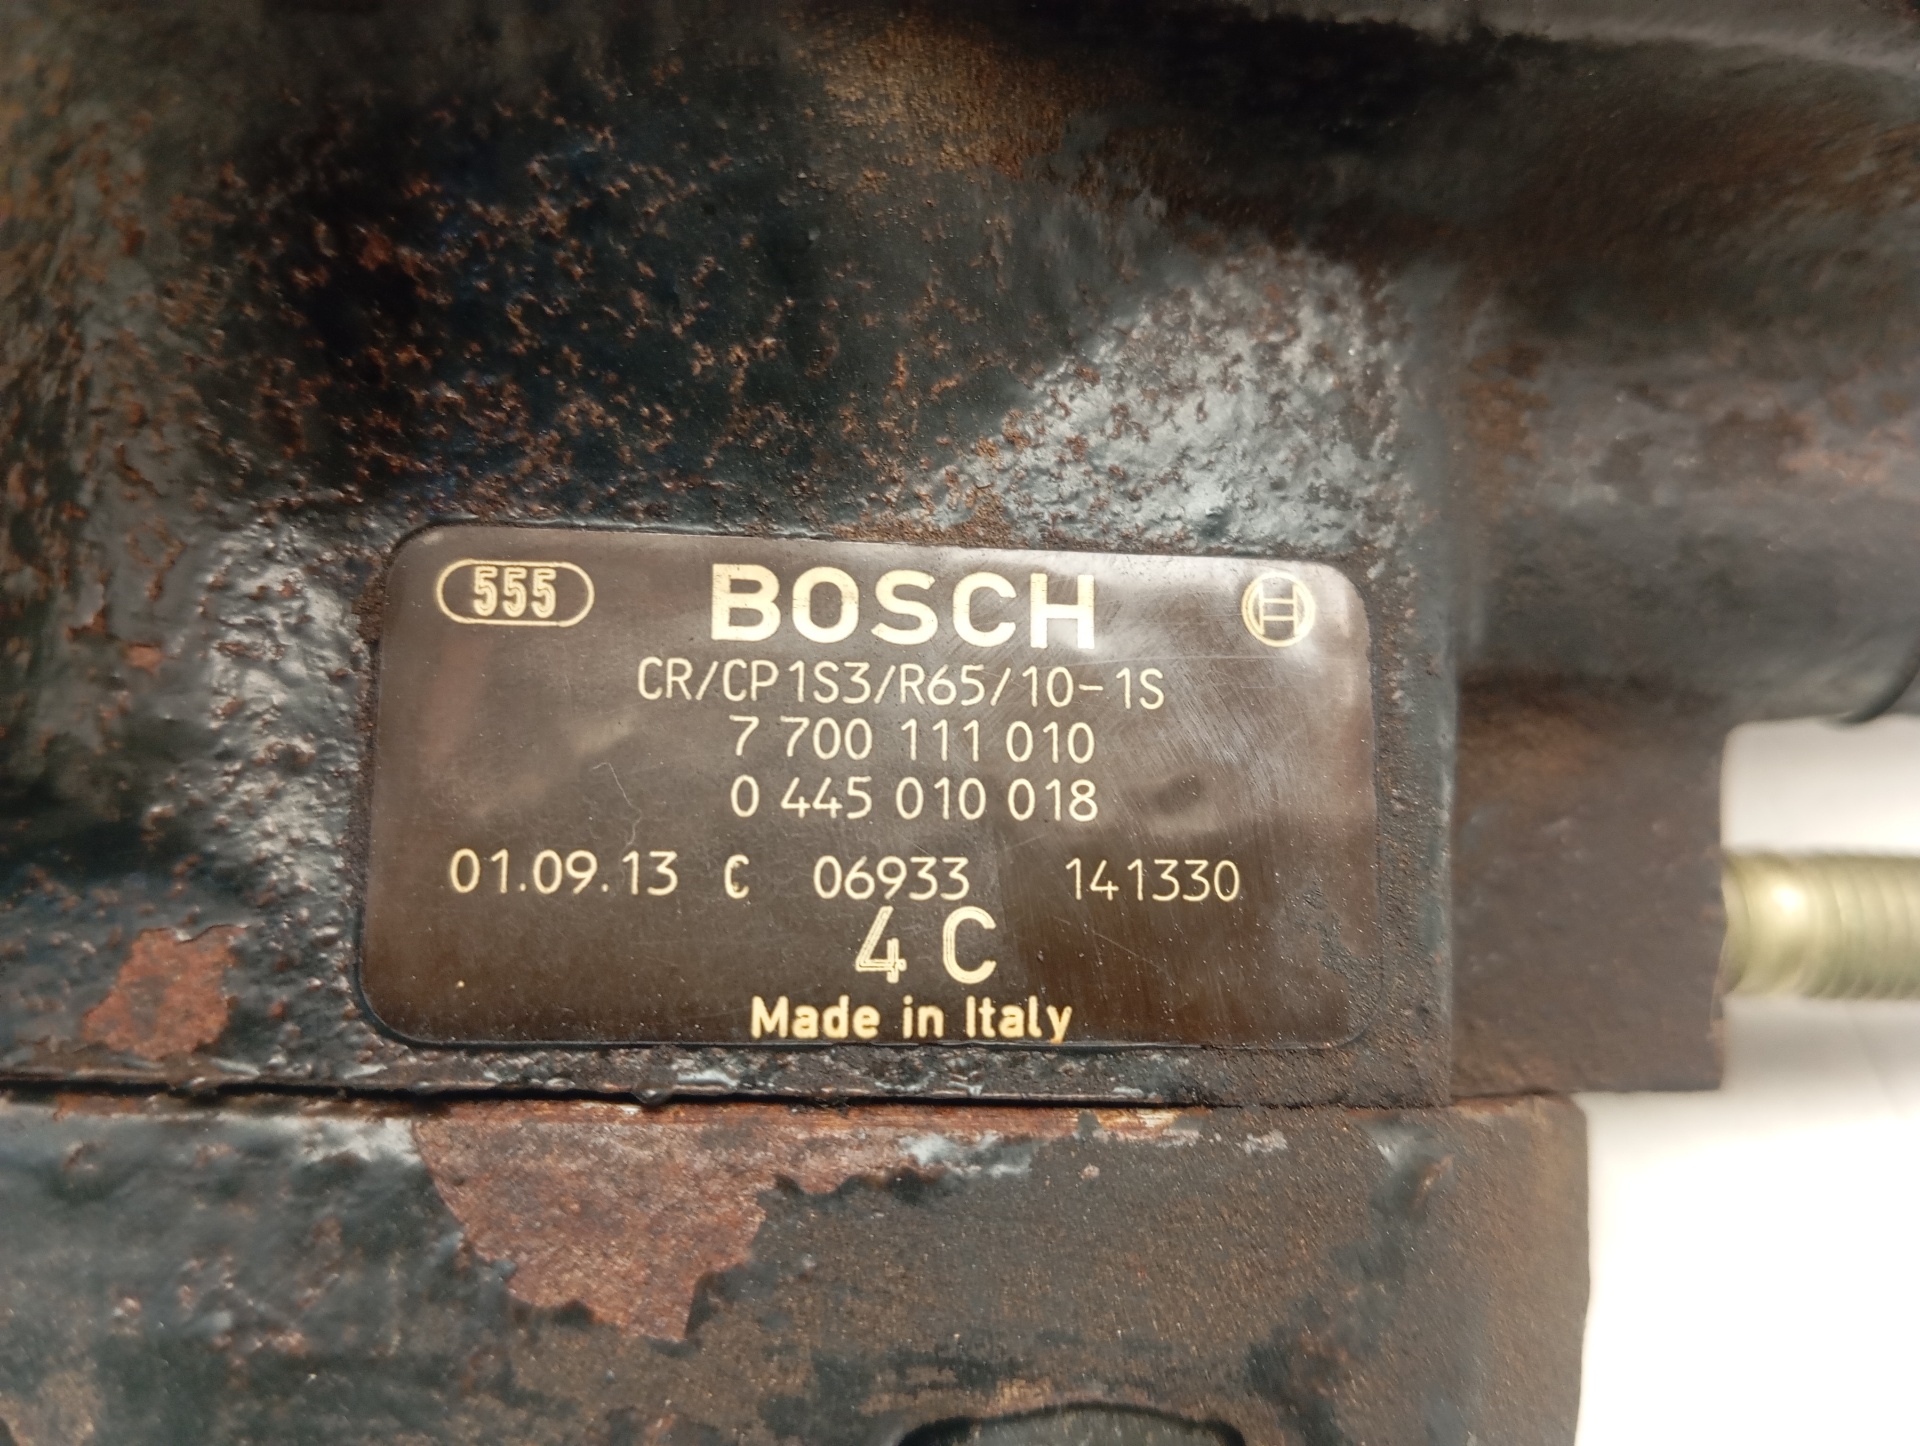 555 BOSCH
CR/CP1S3/R65/10-1S
7 700 111 010
0 445 010 018
01.09.13 C 06933 141330
4 C
Made in Italy